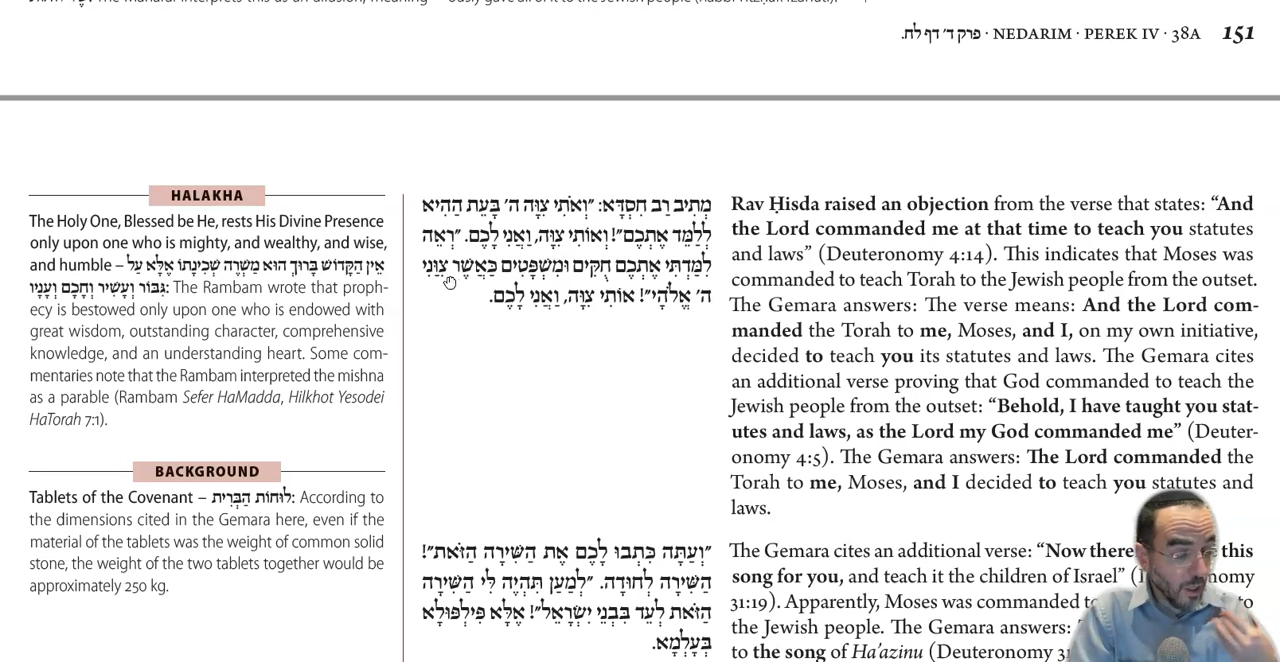 NEDARIM · PEREK IV · 38A · פרק ד׳ דף לח. 151
HALAKHA
The Holy One, Blessed be He, rests His Divine Presence
only upon one who is mighty, and wealthy, and wise,
and humble – אֵין הַקָּדוֹשׁ בָּרוּךְ הוּא מַשְׁרֶה שְׁכִינָתוֹ אֶלָּא עַל
גִּבּוֹר וְעָשִׁיר וְחָכָם וְעָנָיו: The Rambam wrote that proph-
ecy is bestowed only upon one who is endowed with
great wisdom, outstanding character, comprehensive
knowledge, and an understanding heart. Some com-
mentaries note that the Rambam interpreted the mishna
as a parable (Rambam Sefer HaMadda, Hilkhot Yesodei
HaTorah 7:1).
BACKGROUND
Tablets of the Covenant – לוּחוֹת הַבְּרִית: According to
the dimensions cited in the Gemara here, even if the
material of the tablets was the weight of common solid
stone, the weight of the two tablets together would be
approximately 250 kg.
מְתִיב רַב חִסְדָּא: ״וְאֹתִי צִוָּה ה׳ בָּעֵת הַהִיא
לְלַמֵּד אֶתְכֶם״! וְאוֹתִי צִוָּה, וַאֲנִי לָכֶם. ״רְאֵה
לִמַּדְתִּי אֶתְכֶם חֻקִּים וּמִשְׁפָּטִים כַּאֲשֶׁר צִוַּנִי
ה׳ אֱלֹהָי״! אוֹתִי צִוָּה, וַאֲנִי לָכֶם.
״וְעַתָּה כִּתְבוּ לָכֶם אֶת הַשִּׁירָה הַזֹּאת״!
הַשִּׁירָה לְחוּדָהּ. ״לְמַעַן תִּהְיֶה לִּי הַשִּׁירָה
הַזֹּאת לְעֵד בִּבְנֵי יִשְׂרָאֵל״! אֶלָּא פִּילְפּוּלָא
בְּעָלְמָא.
Rav Ḥisda raised an objection from the verse that states: “And
the Lord commanded me at that time to teach you statutes
and laws” (Deuteronomy 4:14). This indicates that Moses was
commanded to teach Torah to the Jewish people from the outset.
The Gemara answers: The verse means: And the Lord com-
manded the Torah to me, Moses, and I, on my own initiative,
decided to teach you its statutes and laws. The Gemara cites
an additional verse proving that God commanded to teach the
Jewish people from the outset: “Behold, I have taught you stat-
utes and laws, as the Lord my God commanded me” (Deuter-
onomy 4:5). The Gemara answers: The Lord commanded the
Torah to me, Moses, and I decided to teach you statutes and
laws.
The Gemara cites an additional verse: “Now there this
song for you, and teach it the children of Israel” nomy
31:19). Apparently, Moses was commanded to
the Jewish people. The Gemara answers:
to the song of Ha’azinu (Deuteronomy